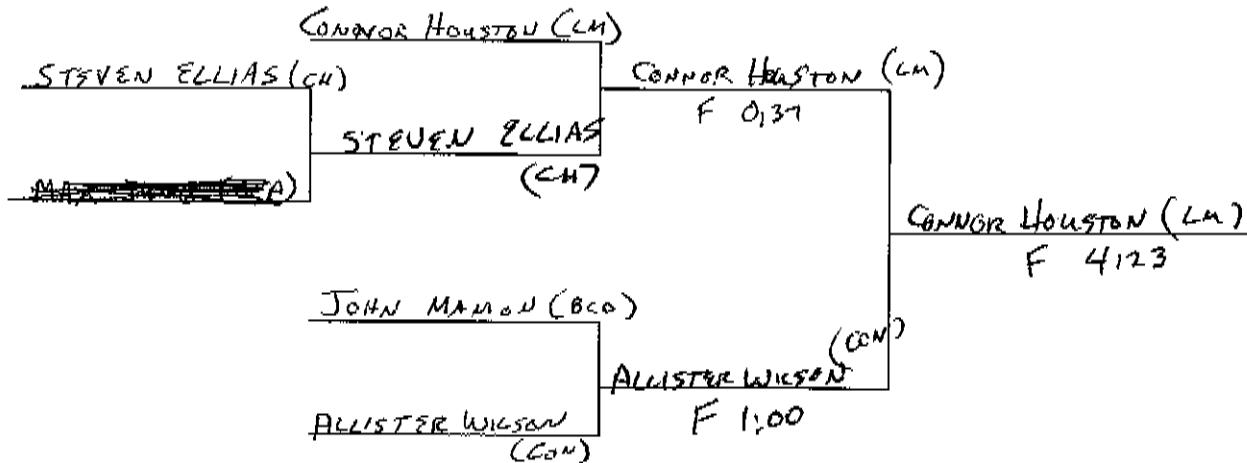 CONNOR HOUSTON (LM)
STEVEN ELLIAS (CH)
CONNOR HOUSTON (LM)
F 0:37
STEVEN ELLIAS
(CH)
CONNOR HOUSTON (LM)
F 4:23
JOHN MAMON (BCO)
ALLISTER WILSON (CON)
F 1:00
ALLISTER WILSON
(CON)